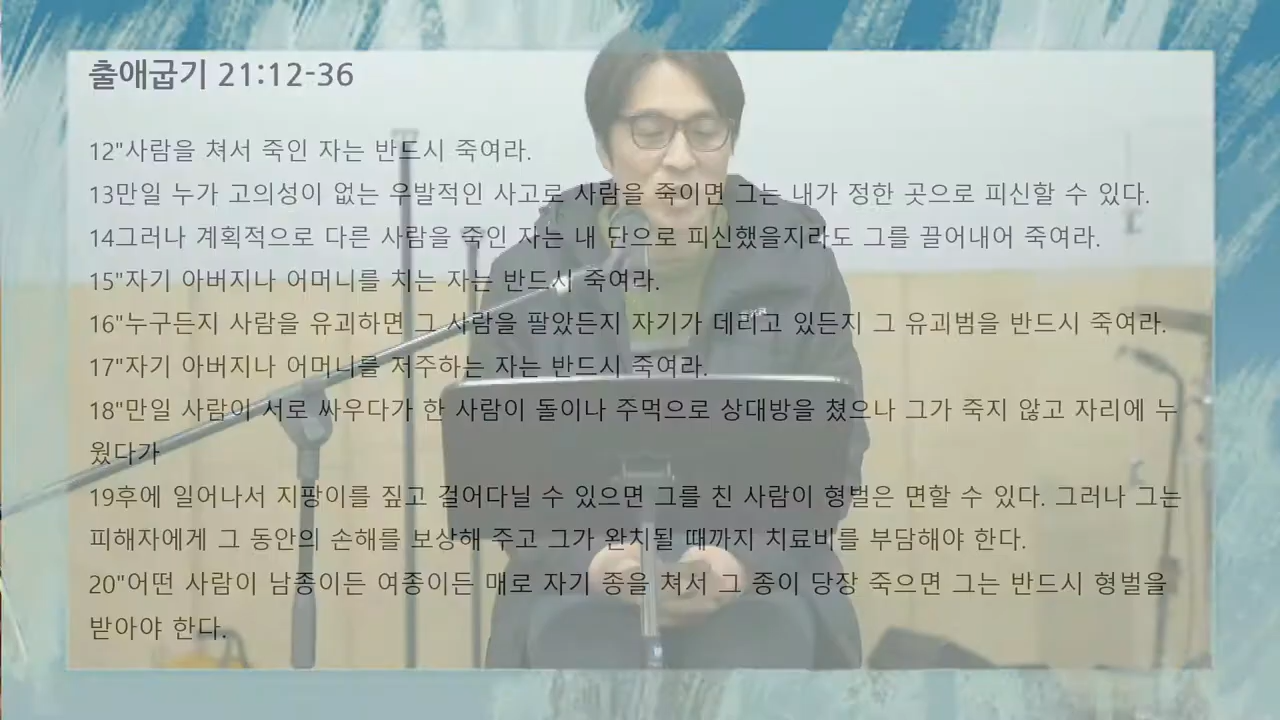 출애굽기 21:12-36
12"사람을 쳐서 죽인 자는 반드시 죽여라.
13만일 누가 고의성이 없는 우발적인 사고로 사람을 죽이면 그는 내가 정한 곳으로 피신할 수 있다.
14그러나 계획적으로 다른 사람을 죽인 자는 내 단으로 피신했을지라도 그를 끌어내어 죽여라.
15"자기 아버지나 어머니를 치는 자는 반드시 죽여라.
16"누구든지 사람을 유괴하면 그 사람을 팔았든지 자기가 데리고 있든지 그 유괴범을 반드시 죽여라.
17"자기 아버지나 어머니를 저주하는 자는 반드시 죽여라.
18"만일 사람이 서로 싸우다가 한 사람이 돌이나 주먹으로 상대방을 쳤으나 그가 죽지 않고 자리에 누
웠다가
19후에 일어나서 지팡이를 짚고 걸어다닐 수 있으면 그를 친 사람이 형벌은 면할 수 있다. 그러나 그는
피해자에게 그 동안의 손해를 보상해 주고 그가 완치될 때까지 치료비를 부담해야 한다.
20"어떤 사람이 남종이든 여종이든 매로 자기 종을 쳐서 그 종이 당장 죽으면 그는 반드시 형벌을
받아야 한다.